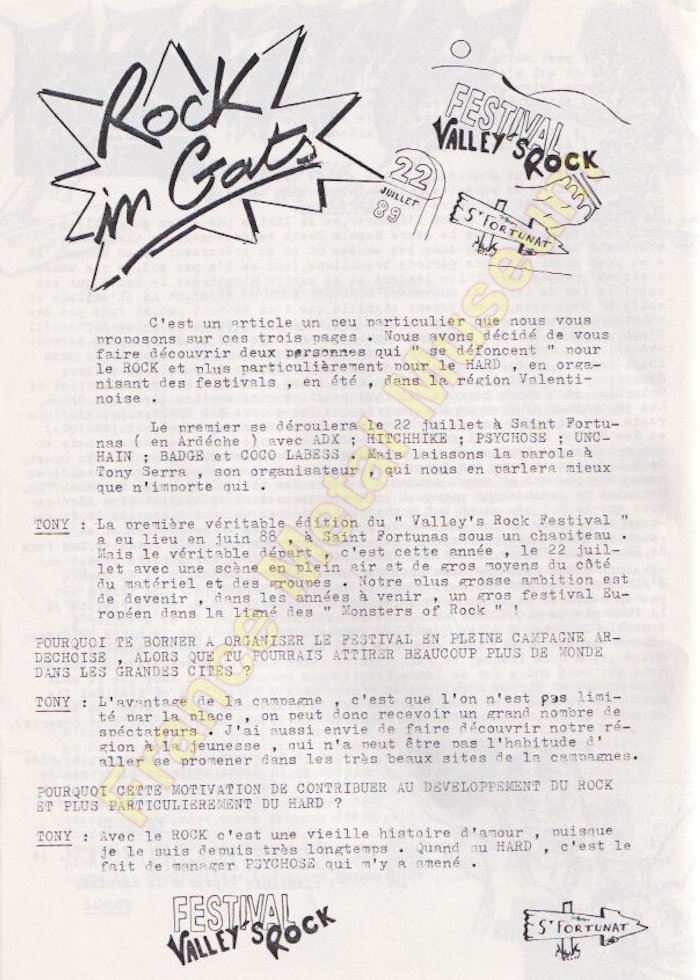 Rock
in Gats
FESTIVAL
VALLEY'S ROCK
22
JUILLET
89
ST FORTUNAT
C'est un article un peu particulier que nous vous
proposons sur ces trois pages . Nous avons décidé de vous
faire découvrir deux personnes qui " se défoncent " pour
le ROCK et plus particulièrement pour le HARD , en orga-
nisant des festivals , en été , dans la région Valenti-
noise .
Le premier se déroulera le 22 juillet à Saint Fortu-
nas ( en Ardéche ) avec ADX ; HITCHHIKE ; PSYCHOSE ; UNC-
HAIN ; BADGE et COCO LABESS . Mais laissons la parole à
Tony Serra , son organisateur , qui nous en parlera mieux
que n'importe qui .
TONY : La première véritable édition du " Valley's Rock Festival "
a eu lieu en juin 88 , à Saint Fortunas sous un chapiteau .
Mais le véritable départ , c'est cette année , le 22 juil-
let avec une scène en plein air et de gros moyens du côté
du matériel et des groupes . Notre plus grosse ambition est
de devenir , dans les années à venir , un gros festival Eu-
ropéen dans la ligné des " Monsters of Rock " !
POURQUOI TE BORNER A ORGANISER LE FESTIVAL EN PLEINE CAMPAGNE AR-
DECHOISE , ALORS QUE TU POURRAIS ATTIRER BEAUCOUP PLUS DE MONDE
DANS LES GRANDES CITES ?
TONY : L'avantage de la campagne , c'est que l'on n'est pas limi-
té par la place , on peut donc recevoir un grand nombre de
spéctateurs . J'ai aussi envie de faire découvrir notre ré-
gion à la jeunesse , qui n'a peut être pas l'habitude d'
aller se promener dans les très beaux sites de la campagnes.
POURQUOI CETTE MOTIVATION DE CONTRIBUER AU DEVELOPPEMENT DU ROCK
ET PLUS PARTICULIEREMENT DU HARD ?
TONY : Avec le ROCK c'est une vieille histoire d'amour , puisque
je le suis depuis très longtemps . Quand au HARD , c'est le
fait de manager PSYCHOSE qui m'y a amené .
FESTIVAL
VALLEY'S ROCK
ST FORTUNAT
France Metal Museum